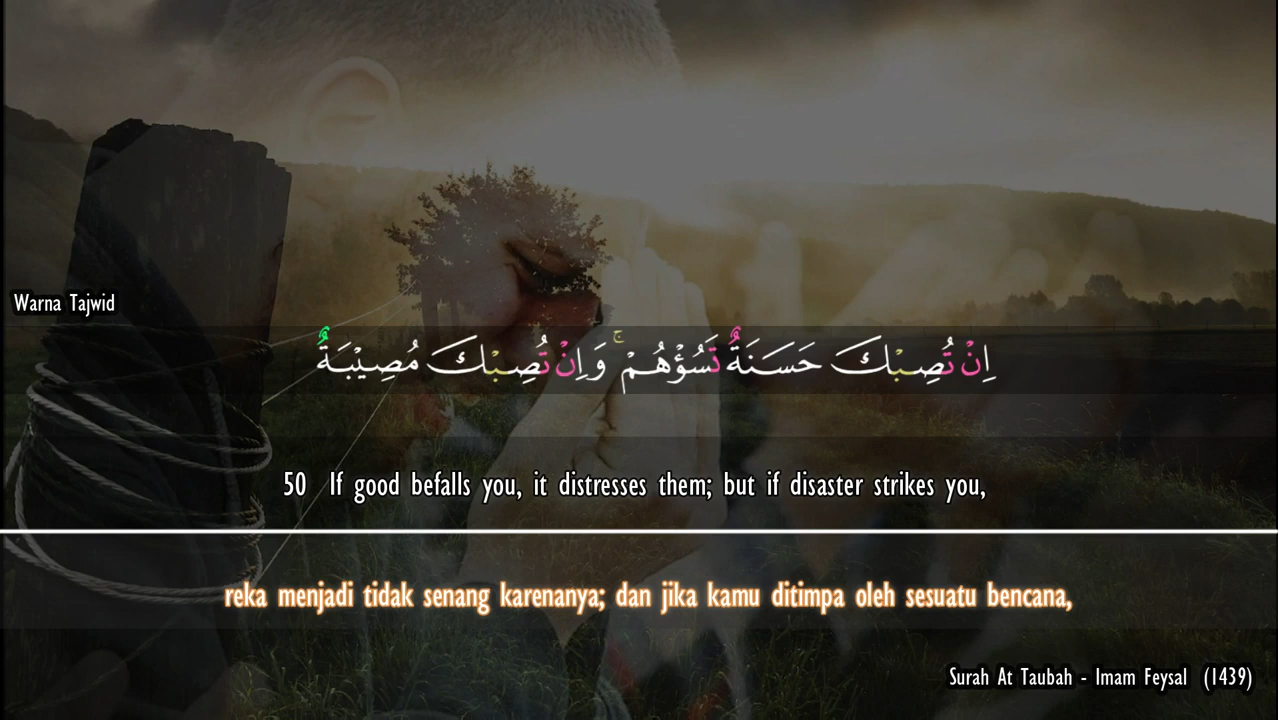 Warna Tajwid
اِنْ تُصِبْكَ حَسَنَةٌ تَسُؤْهُمْ ۚ وَاِنْ تُصِبْكَ مُصِيْبَةٌ
50 If good befalls you, it distresses them; but if disaster strikes you,
reka menjadi tidak senang karenanya; dan jika kamu ditimpa oleh sesuatu bencana,
Surah At Taubah - Imam Feysal (1439)